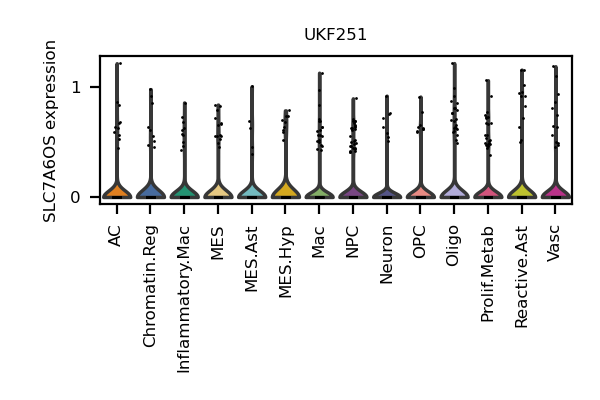 UKF251
SLC7A6OS expression
1
0
AC
Chromatin.Reg
Inflammatory.Mac
MES
MES.Ast
MES.Hyp
Mac
NPC
Neuron
OPC
Oligo
Prolif.Metab
Reactive.Ast
Vasc